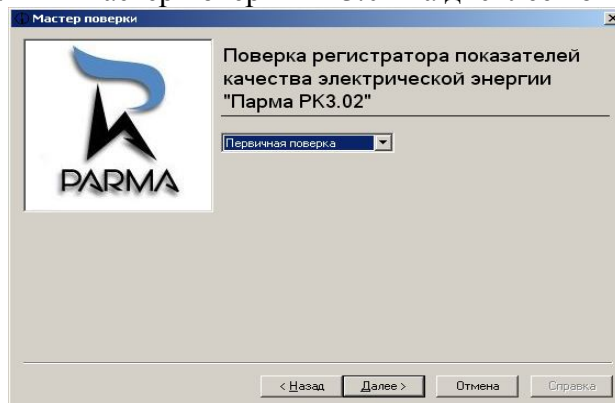 Мастер поверки
Поверка регистратора показателей
качества электрической энергии
"Парма РК3.02"
Первичная поверка
PARMA
< Назад
Далее >
Отмена
Справка